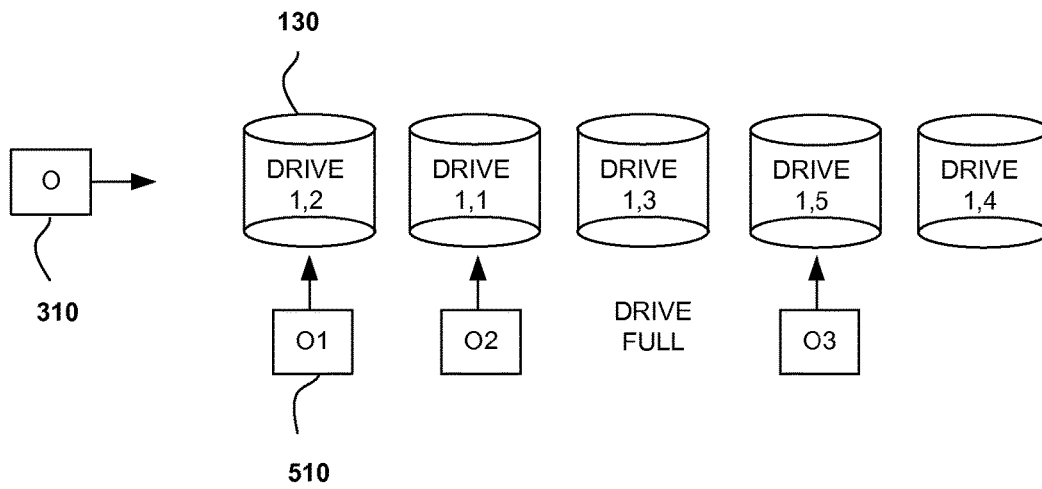 130
O
DRIVE
1,2
DRIVE
1,1
DRIVE
1,3
DRIVE
1,5
DRIVE
1,4
310
O1
O2
DRIVE
FULL
O3
510